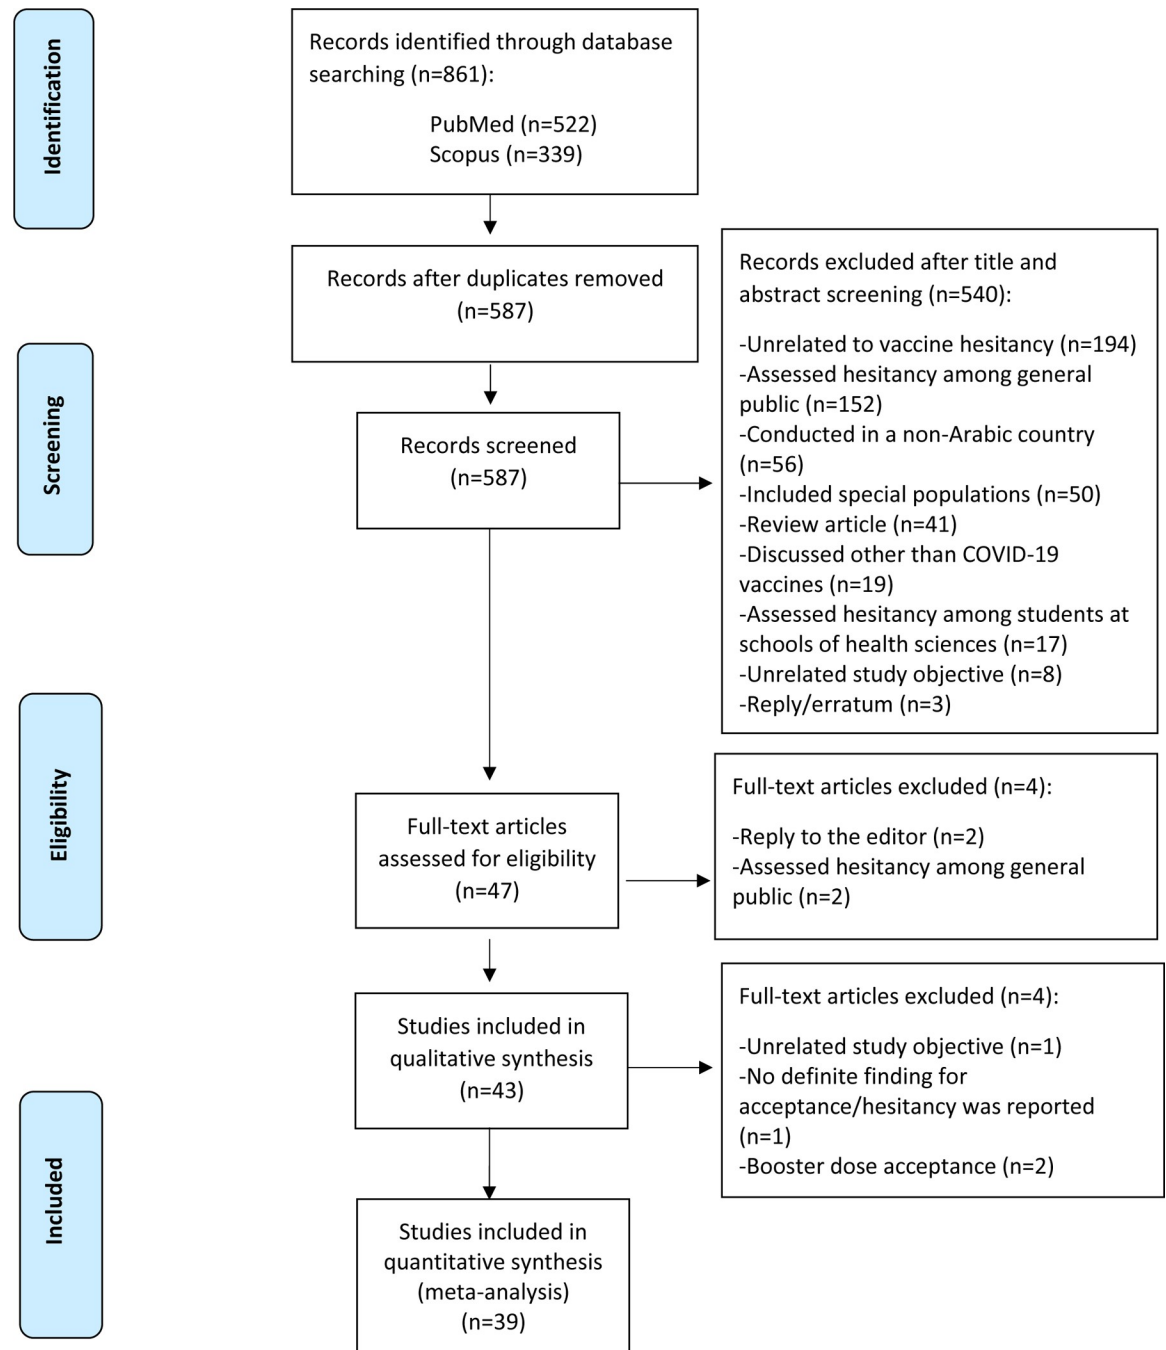 Identification
Records identified through database
searching (n=861):
PubMed (n=522)
Scopus (n=339)
Records after duplicates removed
(n=587)
Screening
Records screened
(n=587)
Records excluded after title and
abstract screening (n=540):
-Unrelated to vaccine hesitancy (n=194)
-Assessed hesitancy among general
public (n=152)
-Conducted in a non-Arabic country
(n=56)
-Included special populations (n=50)
-Review article (n=41)
-Discussed other than COVID-19
vaccines (n=19)
-Assessed hesitancy among students at
schools of health sciences (n=17)
-Unrelated study objective (n=8)
-Reply/erratum (n=3)
Eligibility
Full-text articles
assessed for eligibility
(n=47)
Full-text articles excluded (n=4):
-Reply to the editor (n=2)
-Assessed hesitancy among general
public (n=2)
Studies included in
qualitative synthesis
(n=43)
Full-text articles excluded (n=4):
-Unrelated study objective (n=1)
-No definite finding for
acceptance/hesitancy was reported
(n=1)
-Booster dose acceptance (n=2)
Included
Studies included in
quantitative synthesis
(meta-analysis)
(n=39)